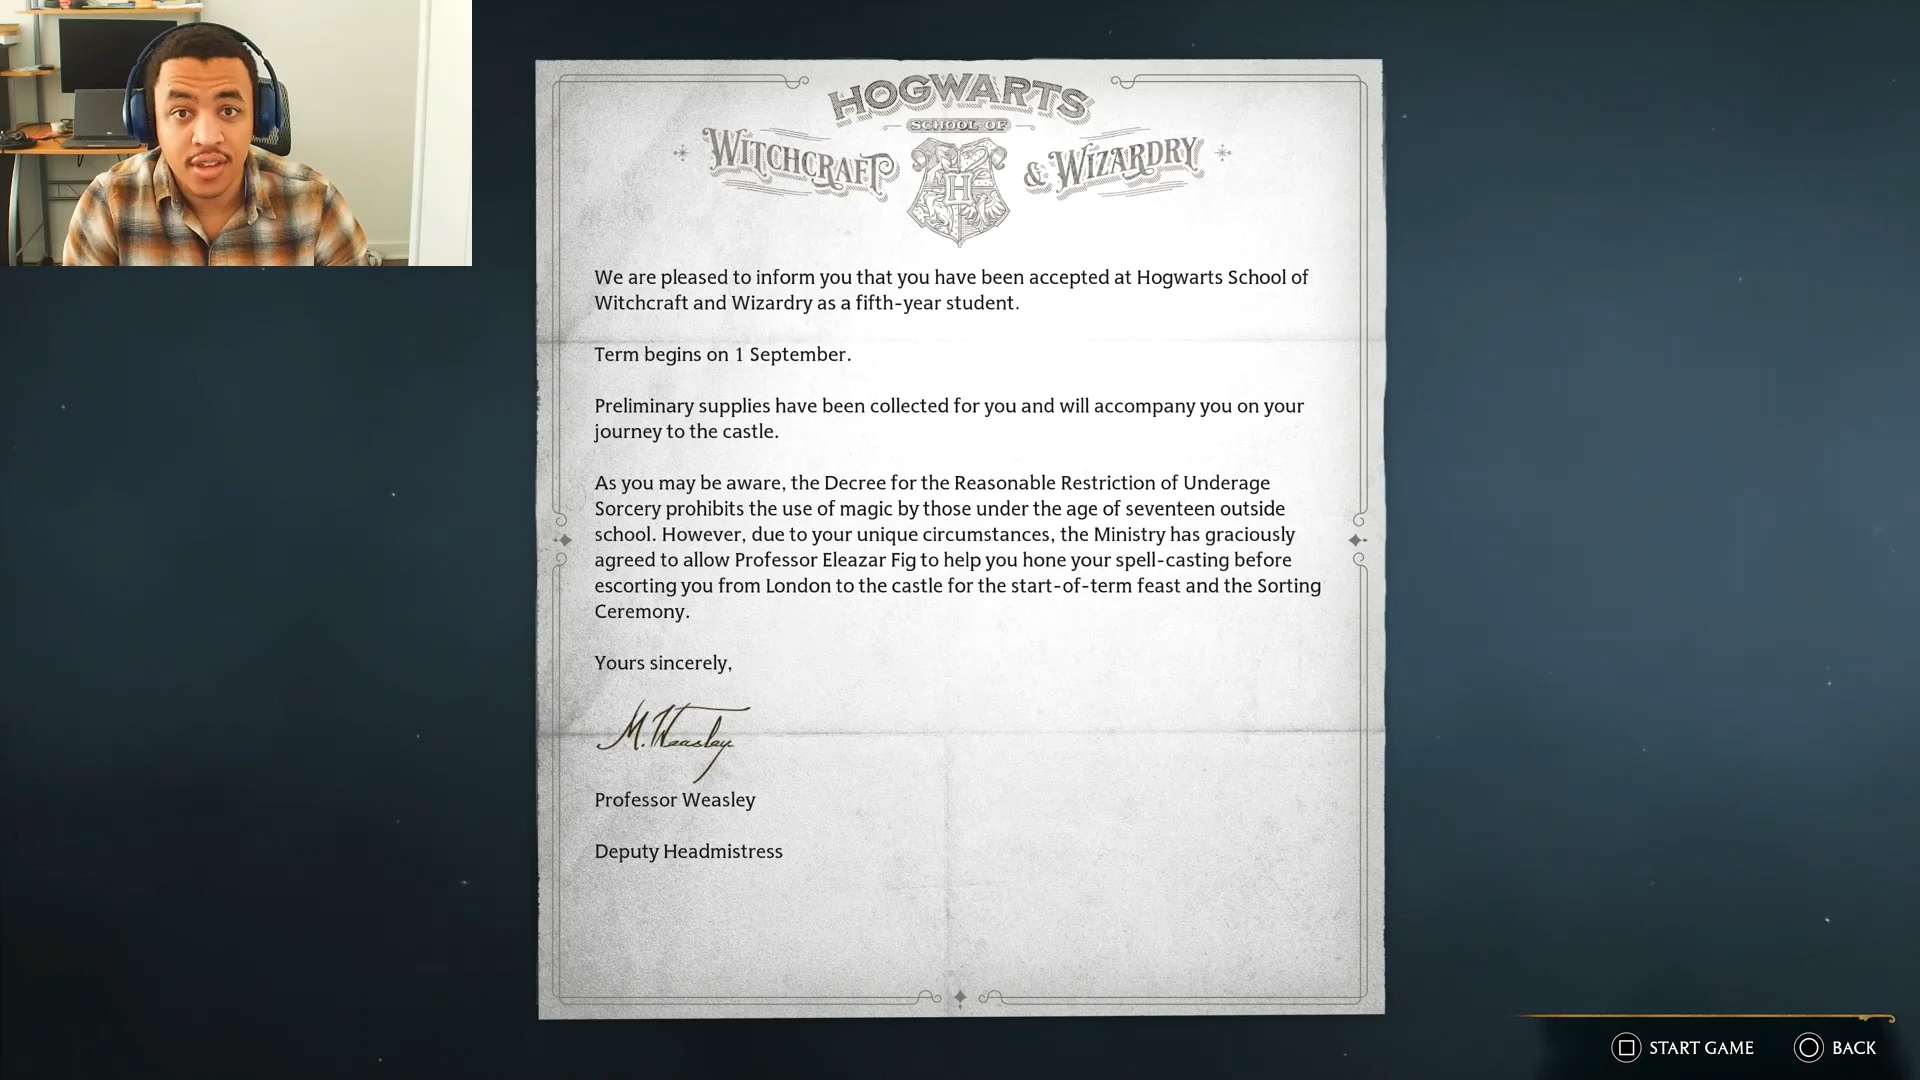 HOGWARTS
SCHOOL OF
WITCHCRAFT & WIZARDRY
H
We are pleased to inform you that you have been accepted at Hogwarts School of
Witchcraft and Wizardry as a fifth-year student.
Term begins on 1 September.
Preliminary supplies have been collected for you and will accompany you on your
journey to the castle.
As you may be aware, the Decree for the Reasonable Restriction of Underage
Sorcery prohibits the use of magic by those under the age of seventeen outside
school. However, due to your unique circumstances, the Ministry has graciously
agreed to allow Professor Eleazar Fig to help you hone your spell-casting before
escorting you from London to the castle for the start-of-term feast and the Sorting
Ceremony.
Yours sincerely,
M. Weasley
Professor Weasley
Deputy Headmistress
START GAME BACK